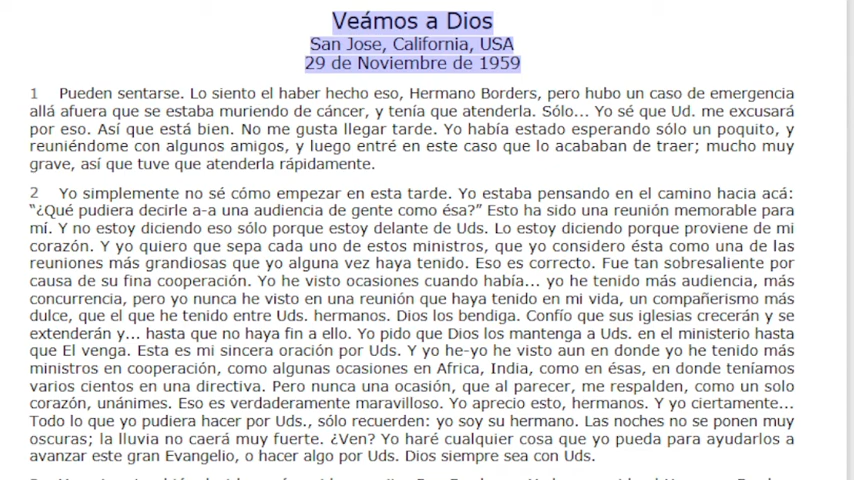 Veámos a Dios
San Jose, California, USA
29 de Noviembre de 1959
1 Pueden sentarse. Lo siento el haber hecho eso, Hermano Borders, pero hubo un caso de emergencia
allá afuera que se estaba muriendo de cáncer, y tenía que atenderla. Sólo... Yo sé que Ud. me excusará
por eso. Así que está bien. No me gusta llegar tarde. Yo había estado esperando sólo un poquito, y
reuniéndome con algunos amigos, y luego entré en este caso que lo acababan de traer; mucho muy
grave, así que tuve que atenderla rápidamente.
2 Yo simplemente no sé cómo empezar en esta tarde. Yo estaba pensando en el camino hacia acá:
“¿Qué pudiera decirle a-a una audiencia de gente como ésa?” Esto ha sido una reunión memorable para
mí. Y no estoy diciendo eso sólo porque estoy delante de Uds. Lo estoy diciendo porque proviene de mi
corazón. Y yo quiero que sepa cada uno de estos ministros, que yo considero ésta como una de las
reuniones más grandiosas que yo alguna vez haya tenido. Eso es correcto. Fue tan sobresaliente por
causa de su fina cooperación. Yo he visto ocasiones cuando había... yo he tenido más audiencia, más
concurrencia, pero yo nunca he visto en una reunión que haya tenido en mi vida, un compañerismo más
dulce, que el que he tenido entre Uds. hermanos. Dios los bendiga. Confío que sus iglesias crecerán y se
extenderán y... hasta que no haya fin a ello. Yo pido que Dios los mantenga a Uds. en el ministerio hasta
que El venga. Esta es mi sincera oración por Uds. Y yo he-yo he visto aun en donde yo he tenido más
ministros en cooperación, como algunas ocasiones en Africa, India, como en ésas, en donde teníamos
varios cientos en una directiva. Pero nunca una ocasión, que al parecer, me respalden, como un solo
corazón, unánimes. Eso es verdaderamente maravilloso. Yo aprecio esto, hermanos. Y yo ciertamente...
Todo lo que yo pudiera hacer por Uds., sólo recuerden: yo soy su hermano. Las noches no se ponen muy
oscuras; la lluvia no caerá muy fuerte. ¿Ven? Yo haré cualquier cosa que yo pueda para ayudarlos a
avanzar este gran Evangelio, o hacer algo por Uds. Dios siempre sea con Uds.